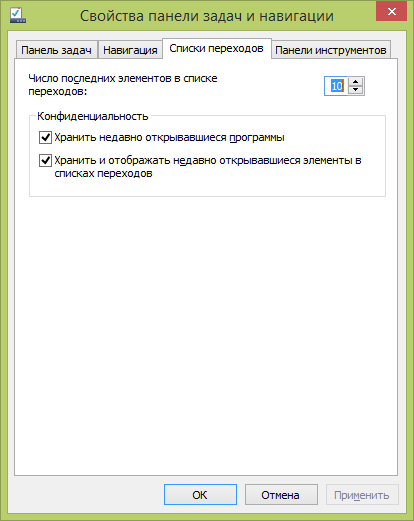 Свойства панели задач и навигации
Панель задач
Навигация
Списки переходов
Панели инструментов
Число последних элементов в списке
переходов:
10
Конфиденциальность
Хранить недавно открывавшиеся программы
Хранить и отображать недавно открывавшиеся элементы в
списках переходов
ОК
Отмена
Применить